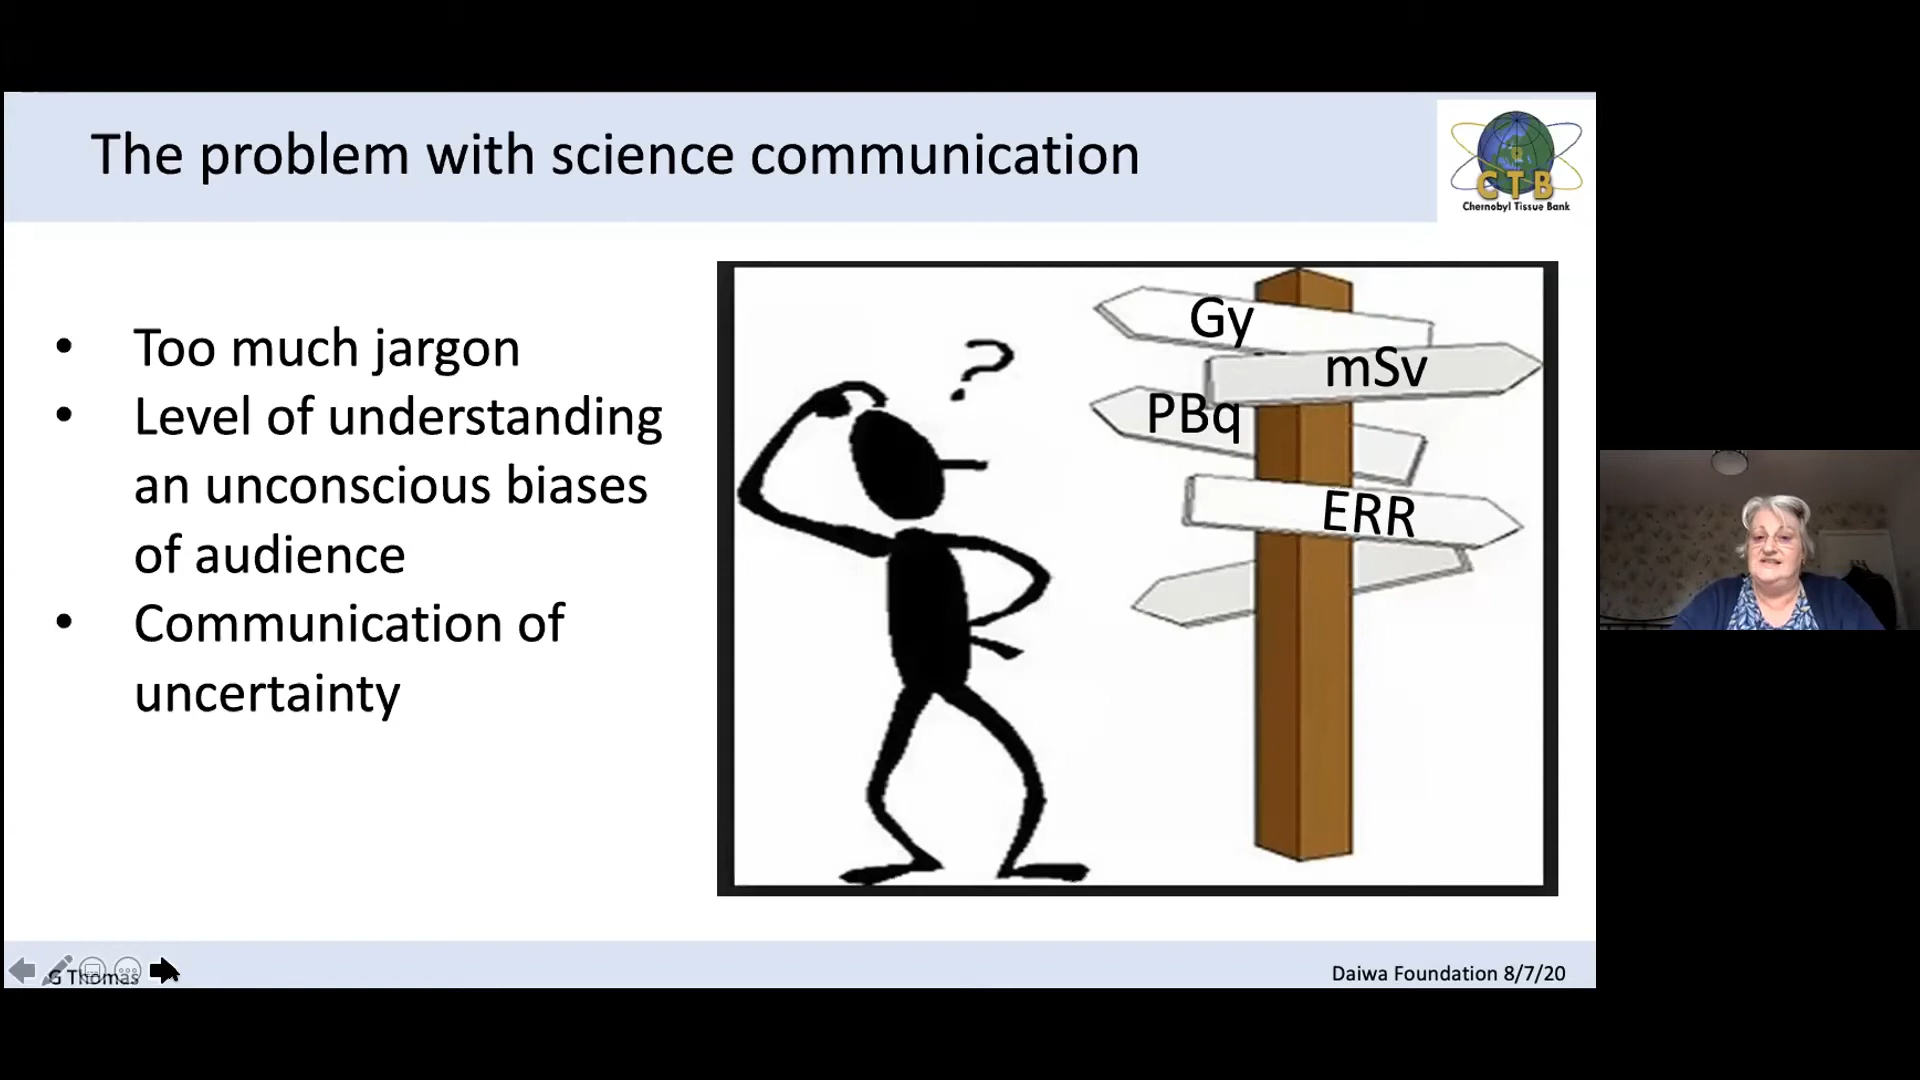 The problem with science communication
CTB
Chernobyl Tissue Bank
• Too much jargon
• Level of understanding
an unconscious biases
of audience
• Communication of
uncertainty
?
Gy
mSv
PBq
ERR
G Thomas
Daiwa Foundation 8/7/20